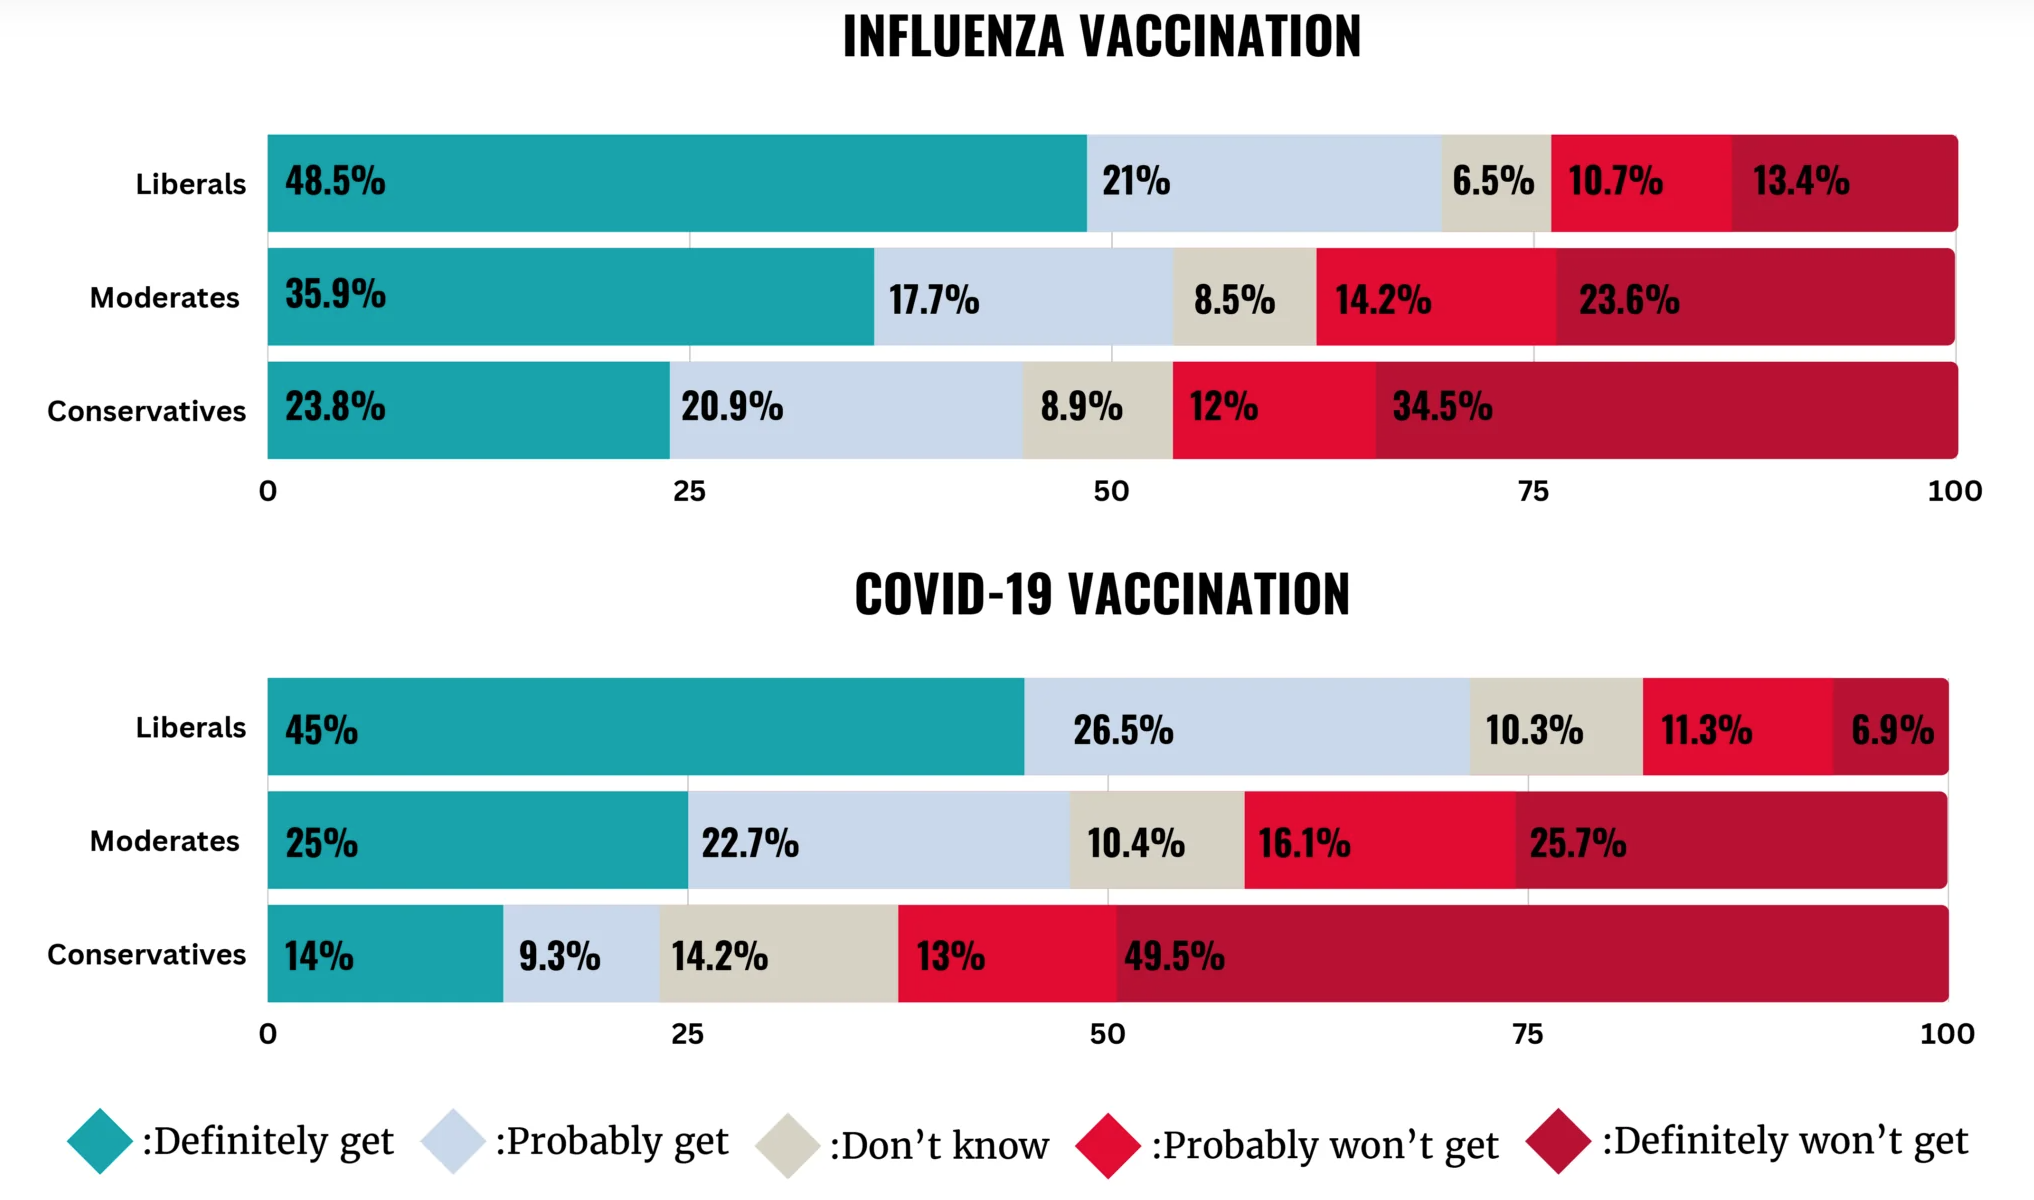 INFLUENZA VACCINATION
Liberals 48.5% 21% 6.5% 10.7% 13.4%
Moderates 35.9% 17.7% 8.5% 14.2% 23.6%
Conservatives 23.8% 20.9% 8.9% 12% 34.5%
0 25 50 75 100
COVID-19 VACCINATION
Liberals 45% 26.5% 10.3% 11.3% 6.9%
Moderates 25% 22.7% 10.4% 16.1% 25.7%
Conservatives 14% 9.3% 14.2% 13% 49.5%
0 25 50 75 100
:Definitely get :Probably get :Don’t know :Probably won’t get :Definitely won’t get